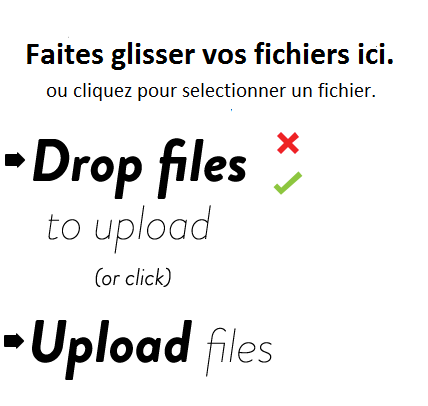 Faites glisser vos fichiers ici.
ou cliquez pour selectionner un fichier.
Drop files
to upload
(or click)
Upload files